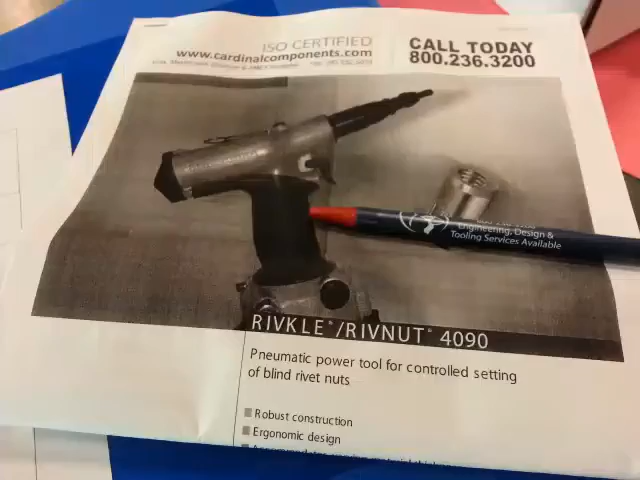 ISO CERTIFIED
www.cardinalcomponents.com
CALL TODAY
800.236.3200
Engineering, Design &
Tooling Services Available
RIVKLE®/RIVNUT® 4090
Pneumatic power tool for controlled setting
of blind rivet nuts
Robust construction
Ergonomic design